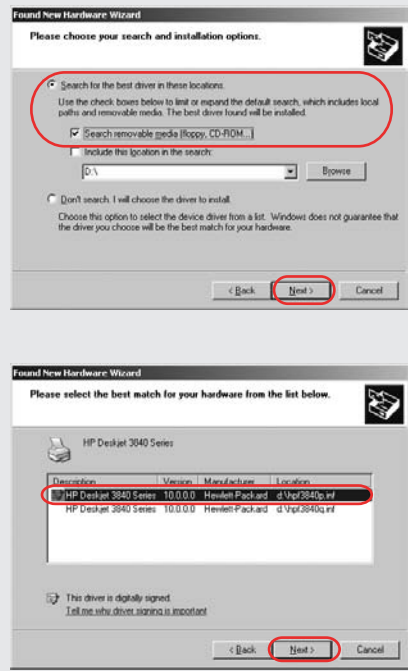 Found New Hardware Wizard
Please choose your search and installation options.
Search for the best driver in these locations.
Use the check boxes below to limit or expand the default search, which includes local
paths and removable media. The best driver found will be installed.
Search removable media (floppy, CD-ROM...)
Include this location in the search:
D:\
Browse
Don't search. I will choose the driver to install.
Choose this option to select the device driver from a list. Windows does not guarantee that
the driver you choose will be the best match for your hardware.
< Back Next > Cancel
Found New Hardware Wizard
Please select the best match for your hardware from the list below.
HP Deskjet 3840 Series
Description Version Manufacturer Location
HP Deskjet 3840 Series 10.0.0.0 Hewlett-Packard d:\hpf3840p.inf
HP Deskjet 3840 Series 10.0.0.0 Hewlett-Packard d:\hpf3840q.inf
This driver is digitally signed.
Tell me why driver signing is important
< Back Next > Cancel